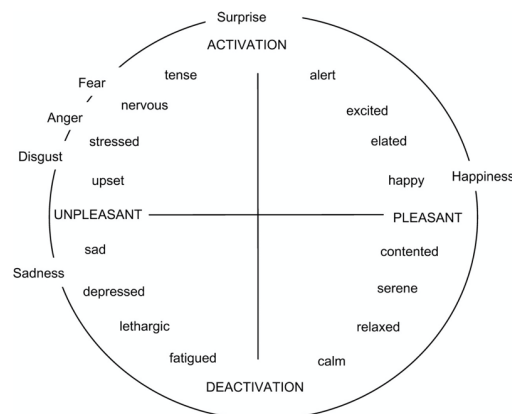 Surprise
ACTIVATION
tense
alert
Fear
nervous
excited
Anger
stressed
elated
Disgust
upset
happy
Happiness
UNPLEASANT
PLEASANT
sad
contented
Sadness
depressed
serene
lethargic
relaxed
fatigued
calm
DEACTIVATION